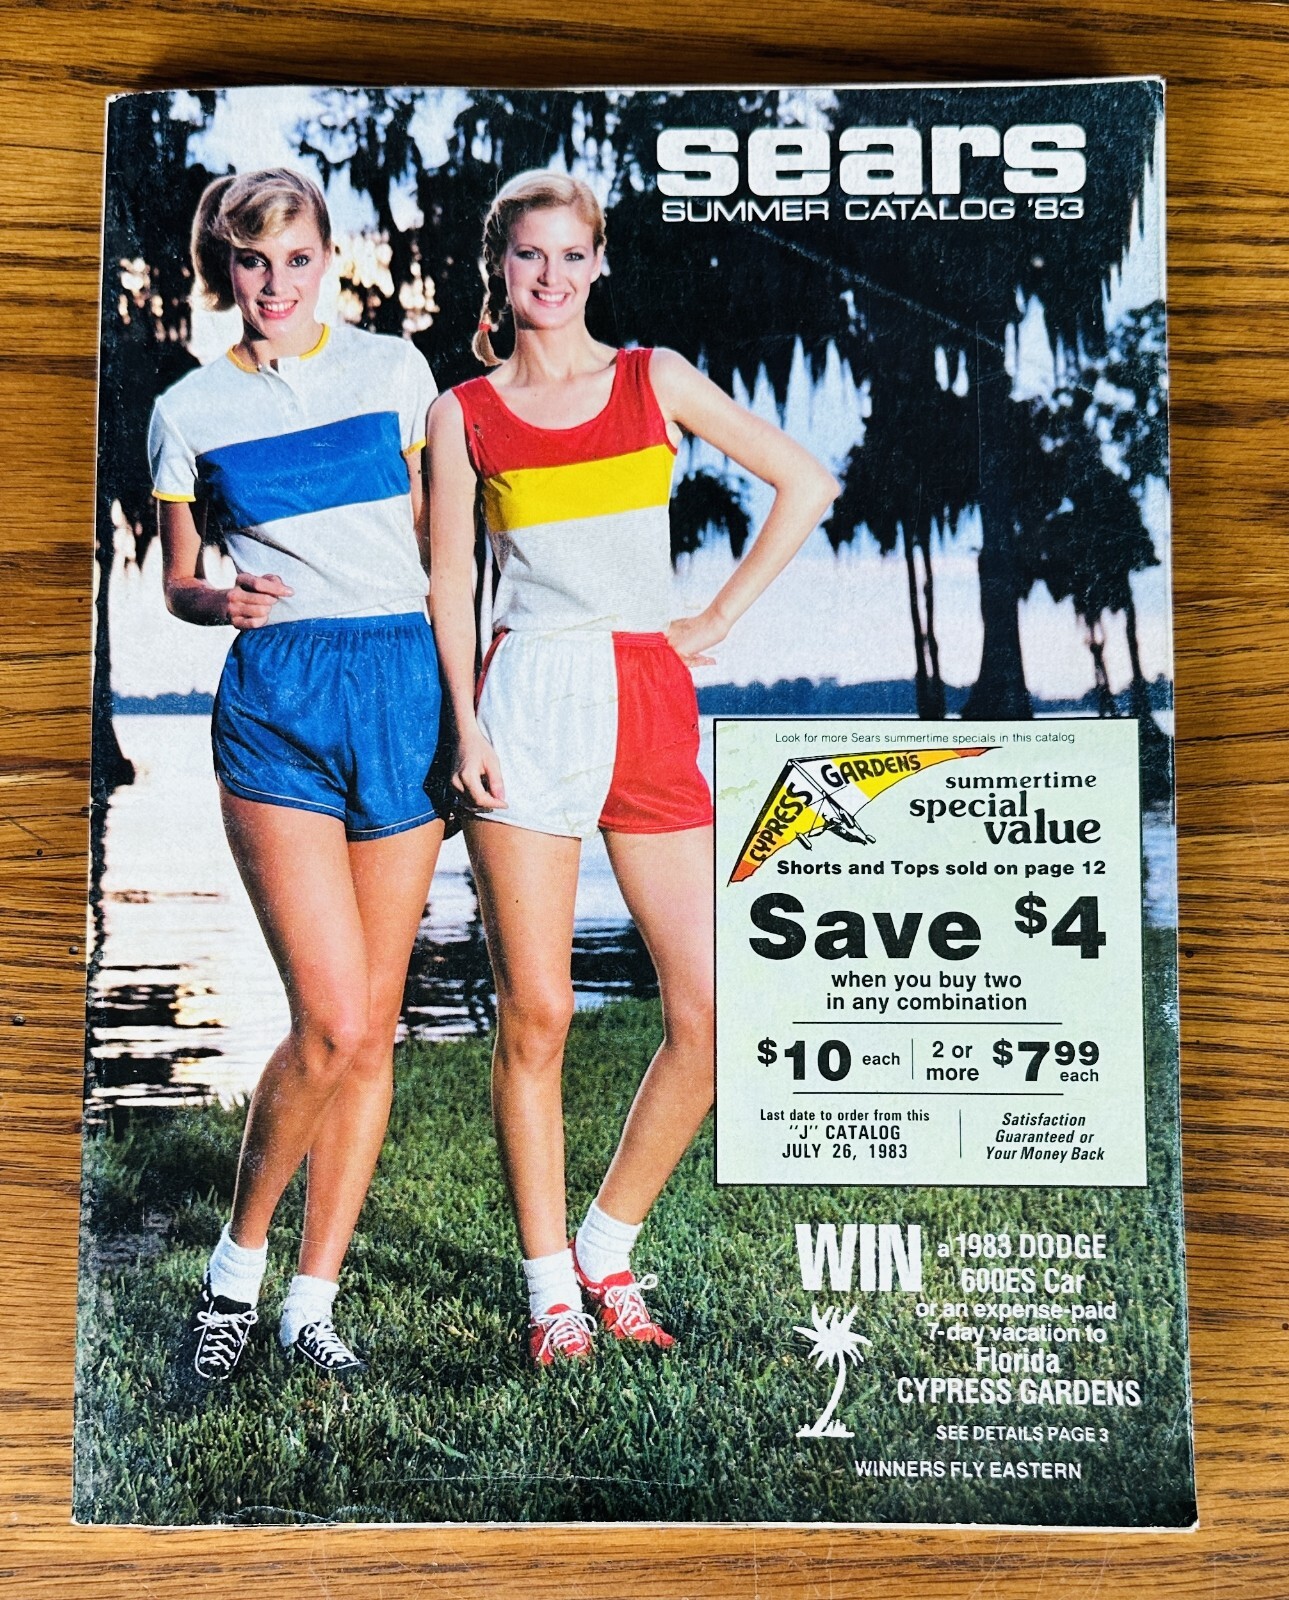 sears
SUMMER CATALOG '83
Look for more Sears summertime specials in this catalog
CYPRESS GARDENS
summertime
special
value
Shorts and Tops sold on page 12
Save $4
when you buy two
in any combination
$10 each
2 or
more
$799
each
Last date to order from this
"J" CATALOG
JULY 26, 1983
Satisfaction
Guaranteed or
Your Money Back
WIN a 1983 DODGE
600ES Car
or an expense-paid
7-day vacation to
Florida
CYPRESS GARDENS
SEE DETAILS PAGE 3
WINNERS FLY EASTERN